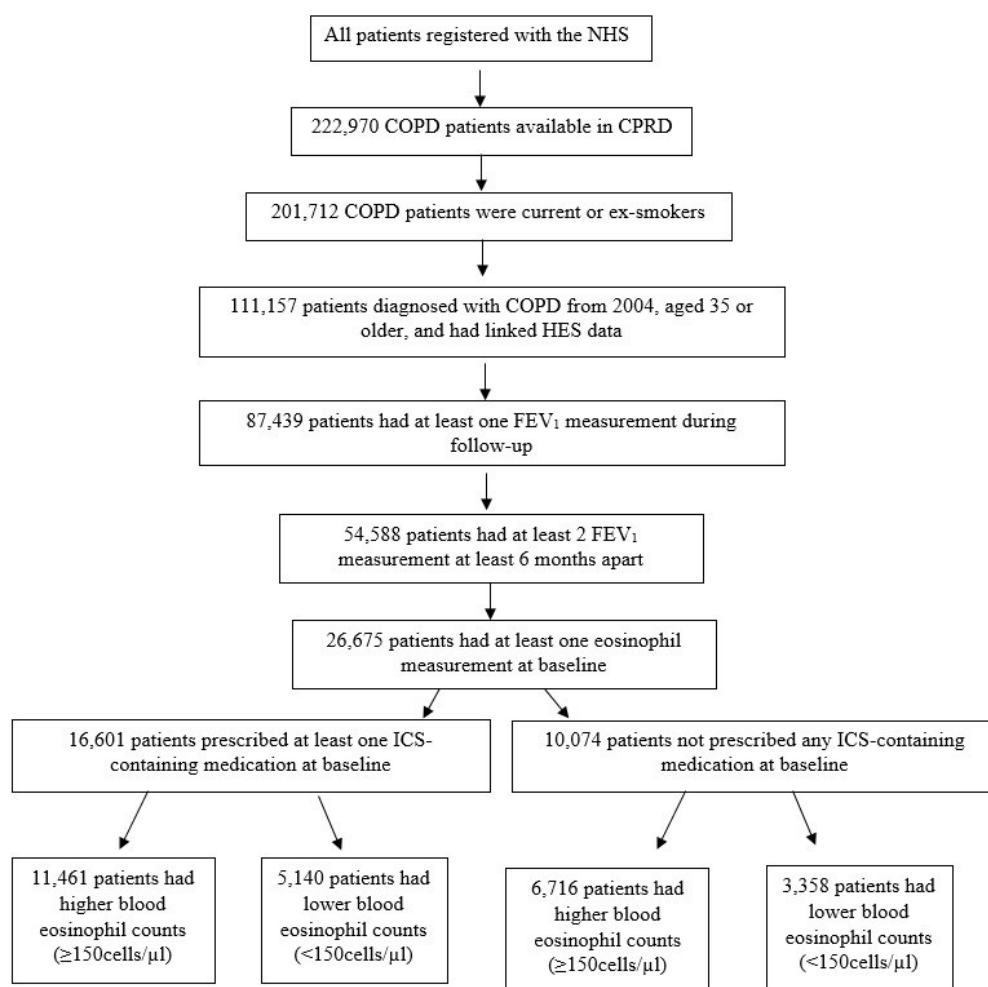 All patients registered with the NHS
222,970 COPD patients available in CPRD
201,712 COPD patients were current or ex-smokers
111,157 patients diagnosed with COPD from 2004, aged 35 or
older, and had linked HES data
87,439 patients had at least one FEV₁ measurement during
follow-up
54,588 patients had at least 2 FEV₁
measurement at least 6 months apart
26,675 patients had at least one eosinophil
measurement at baseline
16,601 patients prescribed at least one ICS-
containing medication at baseline
10,074 patients not prescribed any ICS-containing
medication at baseline
11,461 patients had
higher blood
eosinophil counts
(≥150cells/µl)
5,140 patients had
lower blood
eosinophil counts
(<150cells/µl)
6,716 patients had
higher blood
eosinophil counts
(≥150cells/µl)
3,358 patients had
lower blood
eosinophil counts
(<150cells/µl)